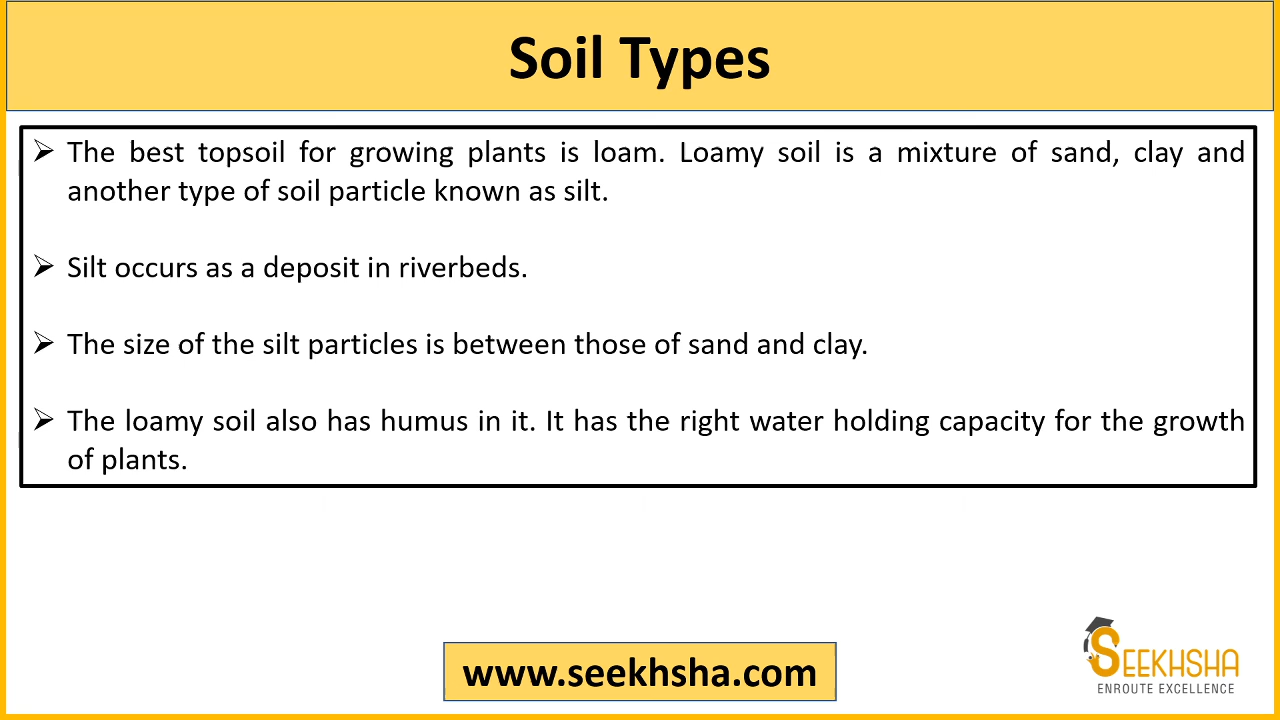 Soil Types
➢ The best topsoil for growing plants is loam. Loamy soil is a mixture of sand, clay and
another type of soil particle known as silt.
➢ Silt occurs as a deposit in riverbeds.
➢ The size of the silt particles is between those of sand and clay.
➢ The loamy soil also has humus in it. It has the right water holding capacity for the growth
of plants.
www.seekhsha.com
SEEKHSHA
ENROUTE EXCELLENCE